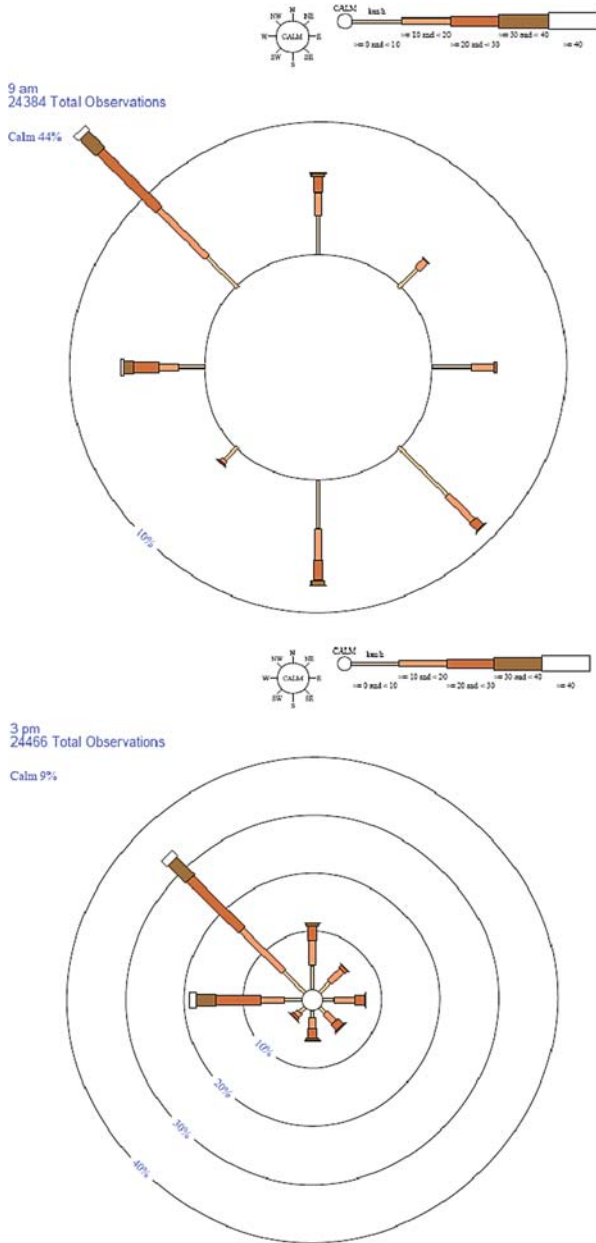 N
NW NE
W CALM E
SW SE
S
CALM km/h
>= 0 and < 10 >= 10 and < 20 >= 20 and < 30 >= 30 and < 40 >= 40
9 am
24384 Total Observations
Calm 44%
10%
N
NW NE
W CALM E
SW SE
S
CALM km/h
>= 0 and < 10 >= 10 and < 20 >= 20 and < 30 >= 30 and < 40 >= 40
3 pm
24466 Total Observations
Calm 9%
10%
20%
30%
40%